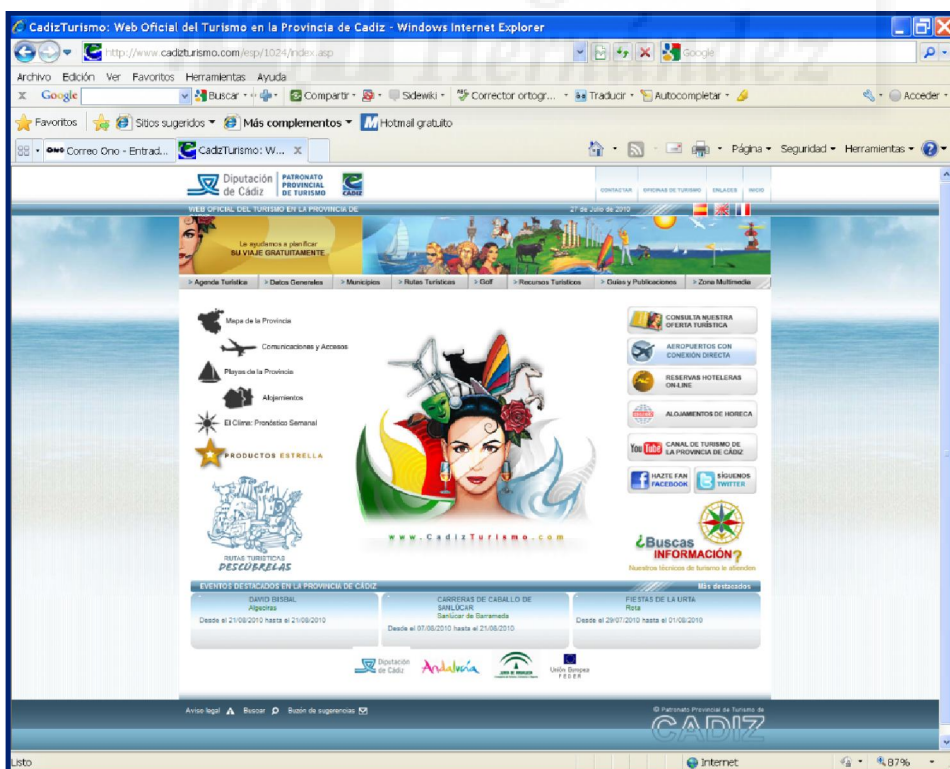 CadizTurismo: Web Oficial del Turismo en la Provincia de Cadiz - Windows Internet Explorer
http://www.cadizturismo.com/esp/1024/index.asp
Google
Archivo Edición Ver Favoritos Herramientas Ayuda
X Google Buscar Compartir Sidewiki Corrector ortogr... Traducir Autocompletar Acceder
Favoritos Sitios sugeridos Más complementos Hotmail gratuito
Correo Ono - Entrad... CadizTurismo: W... X Página Seguridad Herramientas
Diputación de Cádiz
PATRONATO PROVINCIAL DE TURISMO
CADIZ
CONTACTAR OFICINAS DE TURISMO ENLACES INICIO
WEB OFICIAL DEL TURISMO EN LA PROVINCIA DE
27 de Julio de 2010
Le ayudamos a planificar
SU VIAJE GRATUITAMENTE
> Agenda Turística > Datos Generales > Municipios > Rutas Turísticas > Golf > Recursos Turísticos > Guías y Publicaciones > Zona Multimedia
Mapa de la Provincia
Comunicaciones y Accesos
Playas de la Provincia
Alojamientos
El Clima: Pronóstico Semanal
PRODUCTOS ESTRELLA
RUTAS TURISTICAS
DESCÚBRELAS
www.CadizTurismo.com
CONSULTA NUESTRA
OFERTA TURÍSTICA
AEROPUERTOS CON
CONEXIÓN DIRECTA
RESERVAS HOTELERAS
ON-LINE
ALOJAMIENTOS DE HORECA
You Tube
CANAL DE TURISMO DE
LA PROVINCIA DE CÁDIZ
HAZTE FAN
FACEBOOK
SÍGUENOS
TWITTER
¿Buscas
INFORMACIÓN?
Nuestros técnicos de turismo le atienden
EVENTOS DESTACADOS EN LA PROVINCIA DE CÁDIZ
Más destacados
DAVID BISBAL
Algeciras
Desde el 21/08/2010 hasta el 21/08/2010
CARRERAS DE CABALLO DE
SANLÚCAR
Sanlúcar de Barrameda
Desde el 07/08/2010 hasta el 21/08/2010
FIESTAS DE LA URTA
Rota
Desde el 29/07/2010 hasta el 01/08/2010
Diputación
de Cádiz
Andalucía
JUNTA DE ANDALUCIA
Unión Europea
FEDER
Aviso legal Buscar Buzón de sugerencias
© Patronato Provincial de Turismo de
CADIZ
Listo Internet 87%